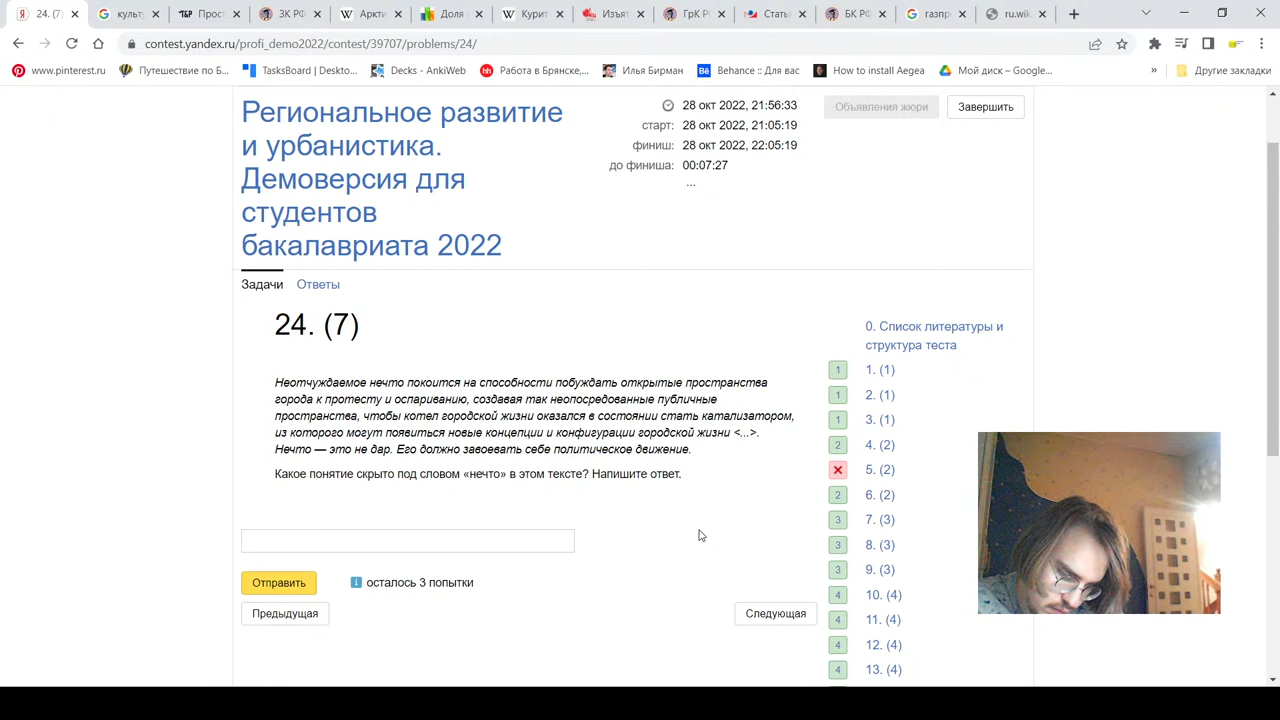 24. (7)
культ
Прост
ЗК РФ
Аркти
Доля
Курит
Изъят
ГрК Р
Статья
БК РФ
газпр
ru.wik
contest.yandex.ru/profi_demo2022/contest/39707/problems/24/
www.pinterest.ru
Путешествие по Б...
TasksBoard | Deskto...
Decks - AnkiWeb
Работа в Брянске,...
Илья Бирман
Behance :: Для вас
How to install Aegea
Мой диск – Google...
»
Другие закладки
Региональное развитие
и урбанистика.
Демоверсия для
студентов
бакалавриата 2022
28 окт 2022, 21:56:33
старт: 28 окт 2022, 21:05:19
финиш: 28 окт 2022, 22:05:19
до финиша: 00:07:27
...
Объявления жюри
Завершить
Задачи Ответы
24. (7)
Неотчуждаемое нечто покоится на способности побуждать открытые пространства
города к протесту и оспариванию, создавая так неопосредованные публичные
пространства, чтобы котел городской жизни оказался в состоянии стать катализатором,
из которого могут появиться новые концепции и конфигурации городской жизни <...>.
Нечто — это не дар. Его должно завоевать себе политическое движение.
Какое понятие скрыто под словом «нечто» в этом тексте? Напишите ответ.
Отправить
осталось 3 попытки
Предыдущая
Следующая
0. Список литературы и
структура теста
1 1. (1)
1 2. (1)
1 3. (1)
2 4. (2)
5. (2)
2 6. (2)
3 7. (3)
3 8. (3)
3 9. (3)
4 10. (4)
4 11. (4)
4 12. (4)
4 13. (4)